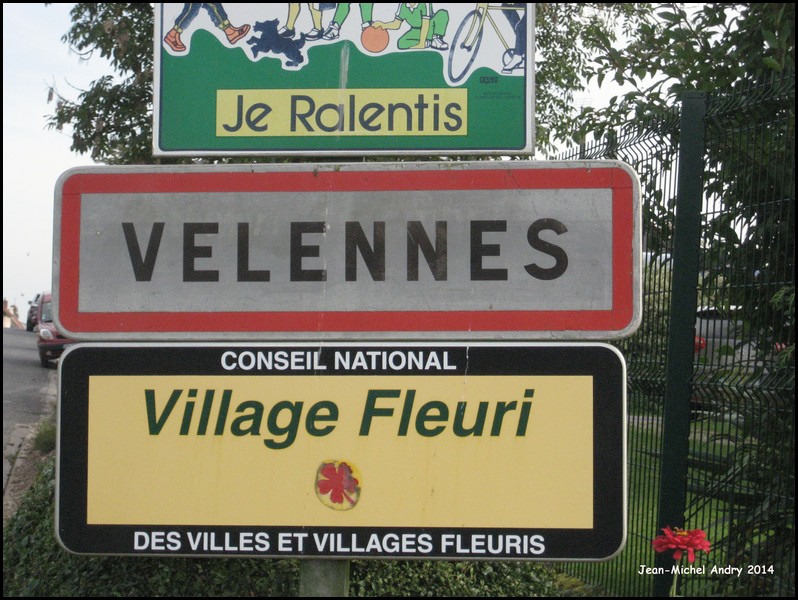 Je Ralentis
VELENNES
CONSEIL NATIONAL
Village Fleuri
DES VILLES ET VILLAGES FLEURIS
Jean-Michel Andry 2014